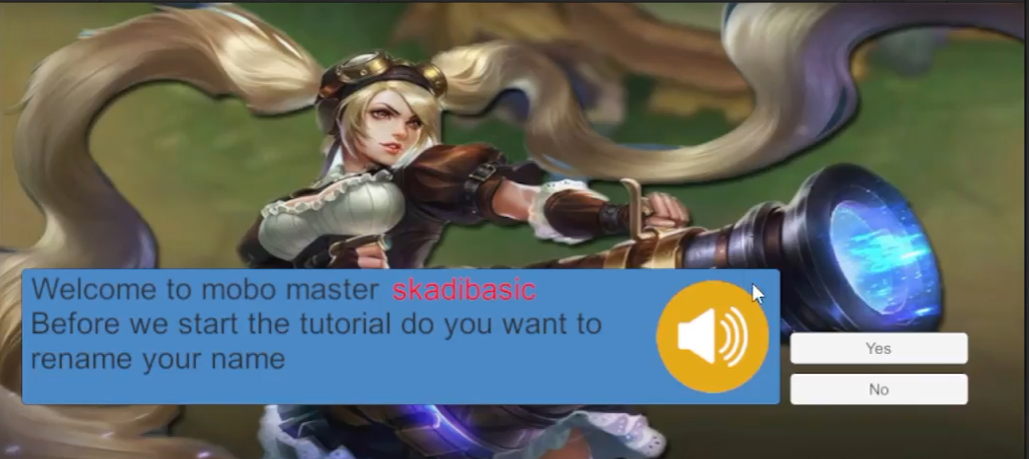 Welcome to mobo master skadibasic
Before we start the tutorial do you want to
rename your name
Yes
No